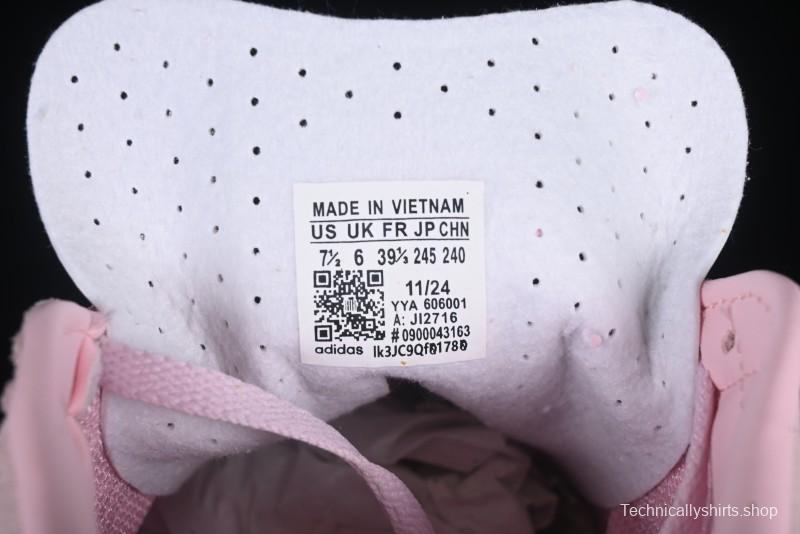 MADE IN VIETNAM
US UK FR JP CHN
7½ 6 39⅓ 245 240
11/24
YYA 606001
A: JI2716
#0900043163
adidas
Technicallyshirts.shop